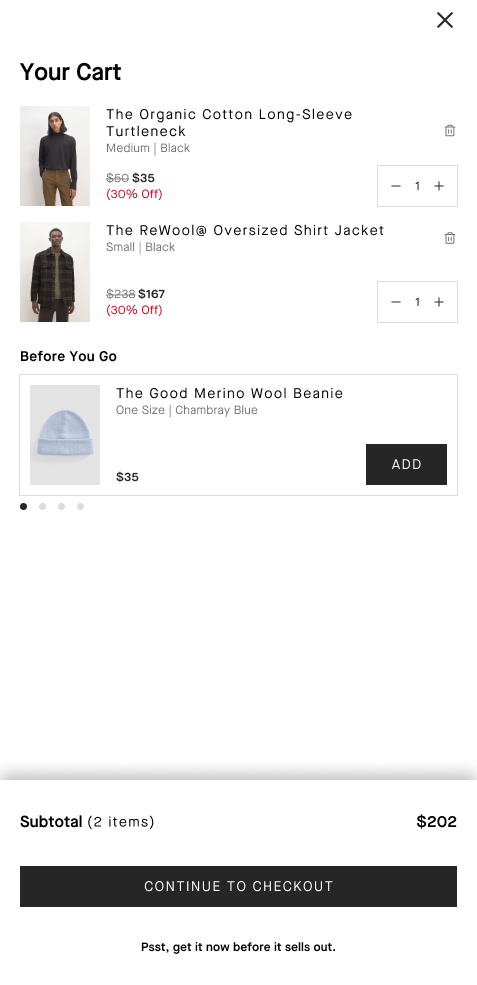 Your Cart
The Organic Cotton Long-Sleeve
Turtleneck
Medium | Black
$50 $35
(30% Off)
1
The ReWool@ Oversized Shirt Jacket
Small | Black
$238 $167
(30% Off)
1
Before You Go
The Good Merino Wool Beanie
One Size | Chambray Blue
$35
ADD
Subtotal (2 items)
$202
CONTINUE TO CHECKOUT
Psst, get it now before it sells out.